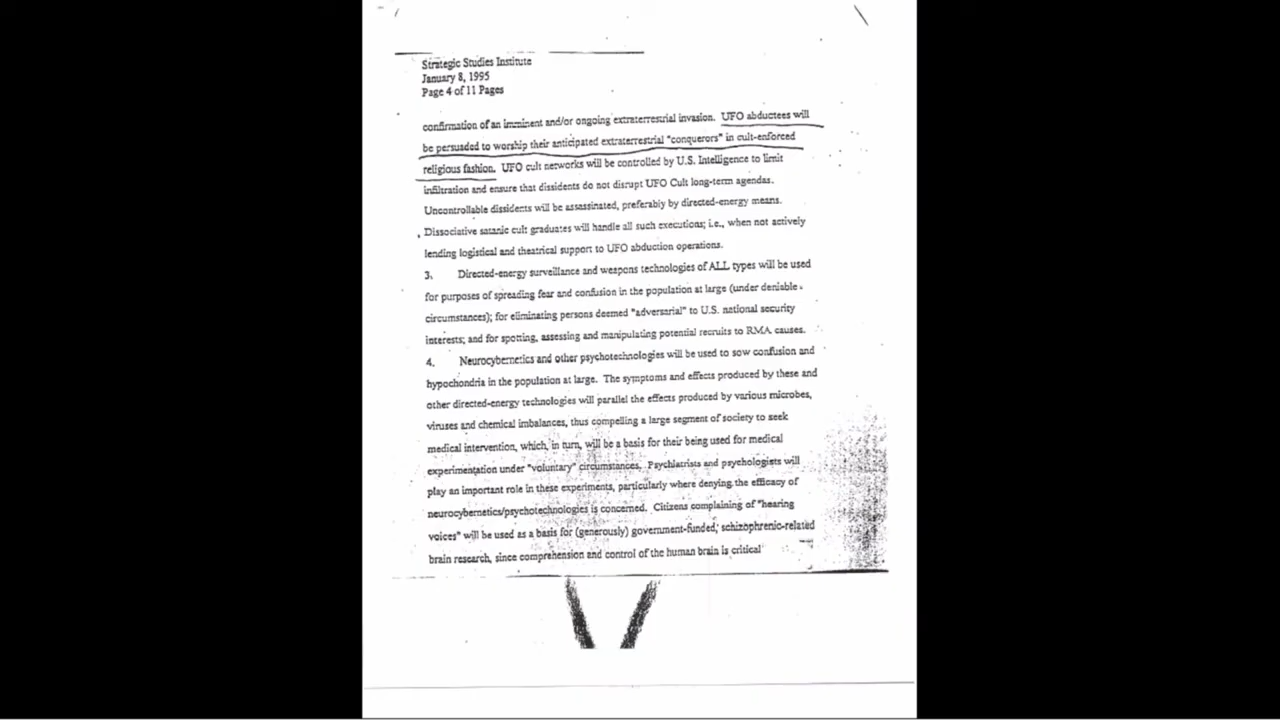 Strategic Studies Institute
January 8, 1995
Page 4 of 11 Pages
confirmation of an imminent and/or ongoing extraterrestrial invasion. UFO abductees will
be persuaded to worship their anticipated extraterrestrial "conquerors" in cult-enforced
religious fashion. UFO cult networks will be controlled by U.S. Intelligence to limit
infiltration and ensure that dissidents do not disrupt UFO Cult long-term agendas.
Uncontrollable dissidents will be assassinated, preferably by directed-energy means.
Dissociative satanic cult graduates will handle all such executions; i.e., when not actively
lending logistical and theatrical support to UFO abduction operations.
3. Directed-energy surveillance and weapons technologies of ALL types will be used
for purposes of spreading fear and confusion in the population at large (under deniable
circumstances); for eliminating persons deemed "adversarial" to U.S. national security
interests; and for spotting, assessing and manipulating potential recruits to RMA causes.
4. Neurocybernetics and other psychotechnologies will be used to sow confusion and
hypochondria in the population at large. The symptoms and effects produced by these and
other directed-energy technologies will parallel the effects produced by various microbes,
viruses and chemical imbalances, thus compelling a large segment of society to seek
medical intervention, which, in turn, will be a basis for their being used for medical
experimentation under "voluntary" circumstances. Psychiatrists and psychologists will
play an important role in these experiments, particularly where denying the efficacy of
neurocybernetics/psychotechnologies is concerned. Citizens complaining of "hearing
voices" will be used as a basis for (generously) government-funded, schizophrenic-related
brain research, since comprehension and control of the human brain is critical